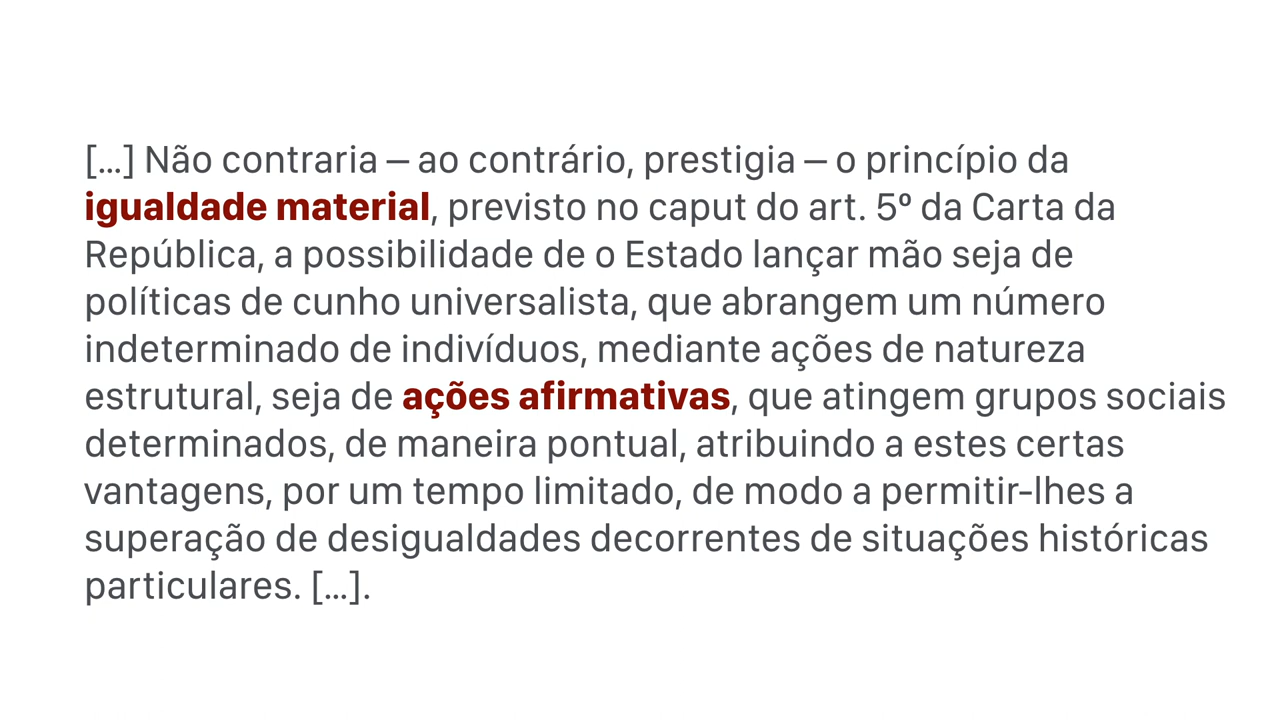 [...] Não contraria – ao contrário, prestigia – o princípio da
igualdade material, previsto no caput do art. 5º da Carta da
República, a possibilidade de o Estado lançar mão seja de
políticas de cunho universalista, que abrangem um número
indeterminado de indivíduos, mediante ações de natureza
estrutural, seja de ações afirmativas, que atingem grupos sociais
determinados, de maneira pontual, atribuindo a estes certas
vantagens, por um tempo limitado, de modo a permitir-lhes a
superação de desigualdades decorrentes de situações históricas
particulares. [...].